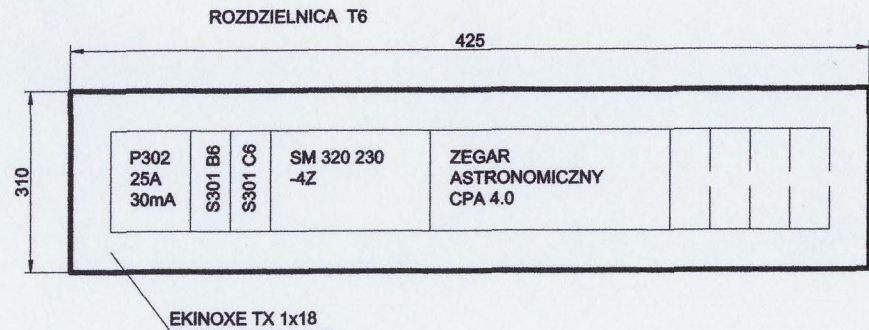 ROZDZIELNICA T6
425
310
P302
25A
30mA
S301 B6
S301 C6
SM 320 230
-4Z
ZEGAR
ASTRONOMICZNY
CPA 4.0
EKINOXE TX 1x18